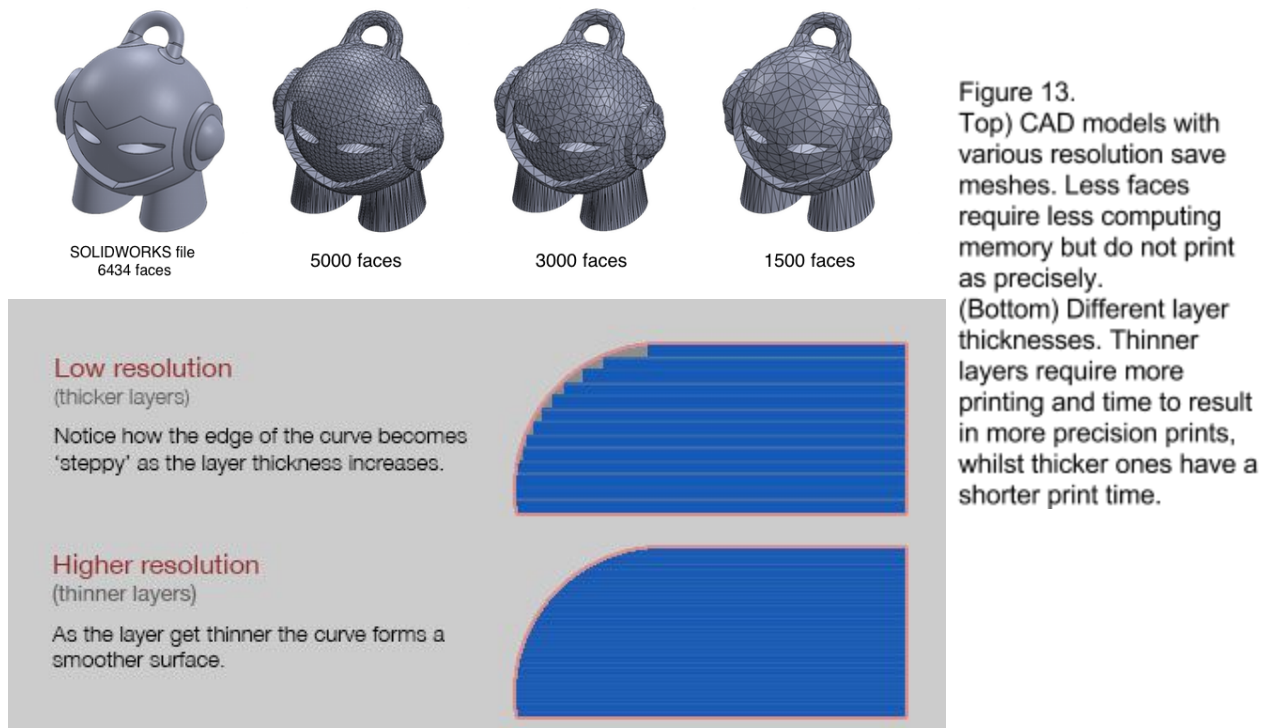 SOLIDWORKS file
6434 faces
5000 faces
3000 faces
1500 faces
Figure 13.
Top) CAD models with
various resolution save
meshes. Less faces
require less computing
memory but do not print
as precisely.
(Bottom) Different layer
thicknesses. Thinner
layers require more
printing and time to result
in more precision prints,
whilst thicker ones have a
shorter print time.
Low resolution
(thicker layers)
Notice how the edge of the curve becomes
'steppy' as the layer thickness increases.
Higher resolution
(thinner layers)
As the layer get thinner the curve forms a
smoother surface.